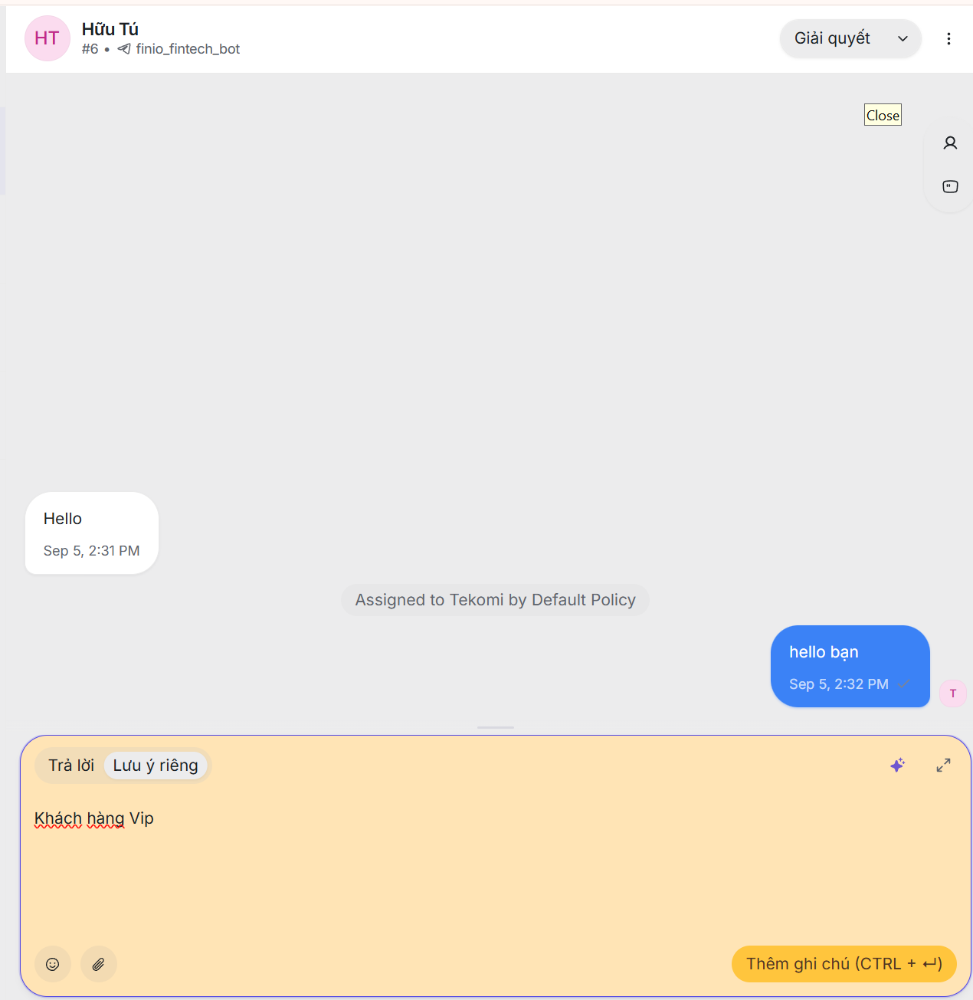 HT
Hữu Tú
#6 • finio_fintech_bot
Giải quyết
Close
Hello
Sep 5, 2:31 PM
Assigned to Tekomi by Default Policy
hello bạn
Sep 5, 2:32 PM
T
Trả lời
Lưu ý riêng
Khách hàng Vip
Thêm ghi chú (CTRL + ↵)